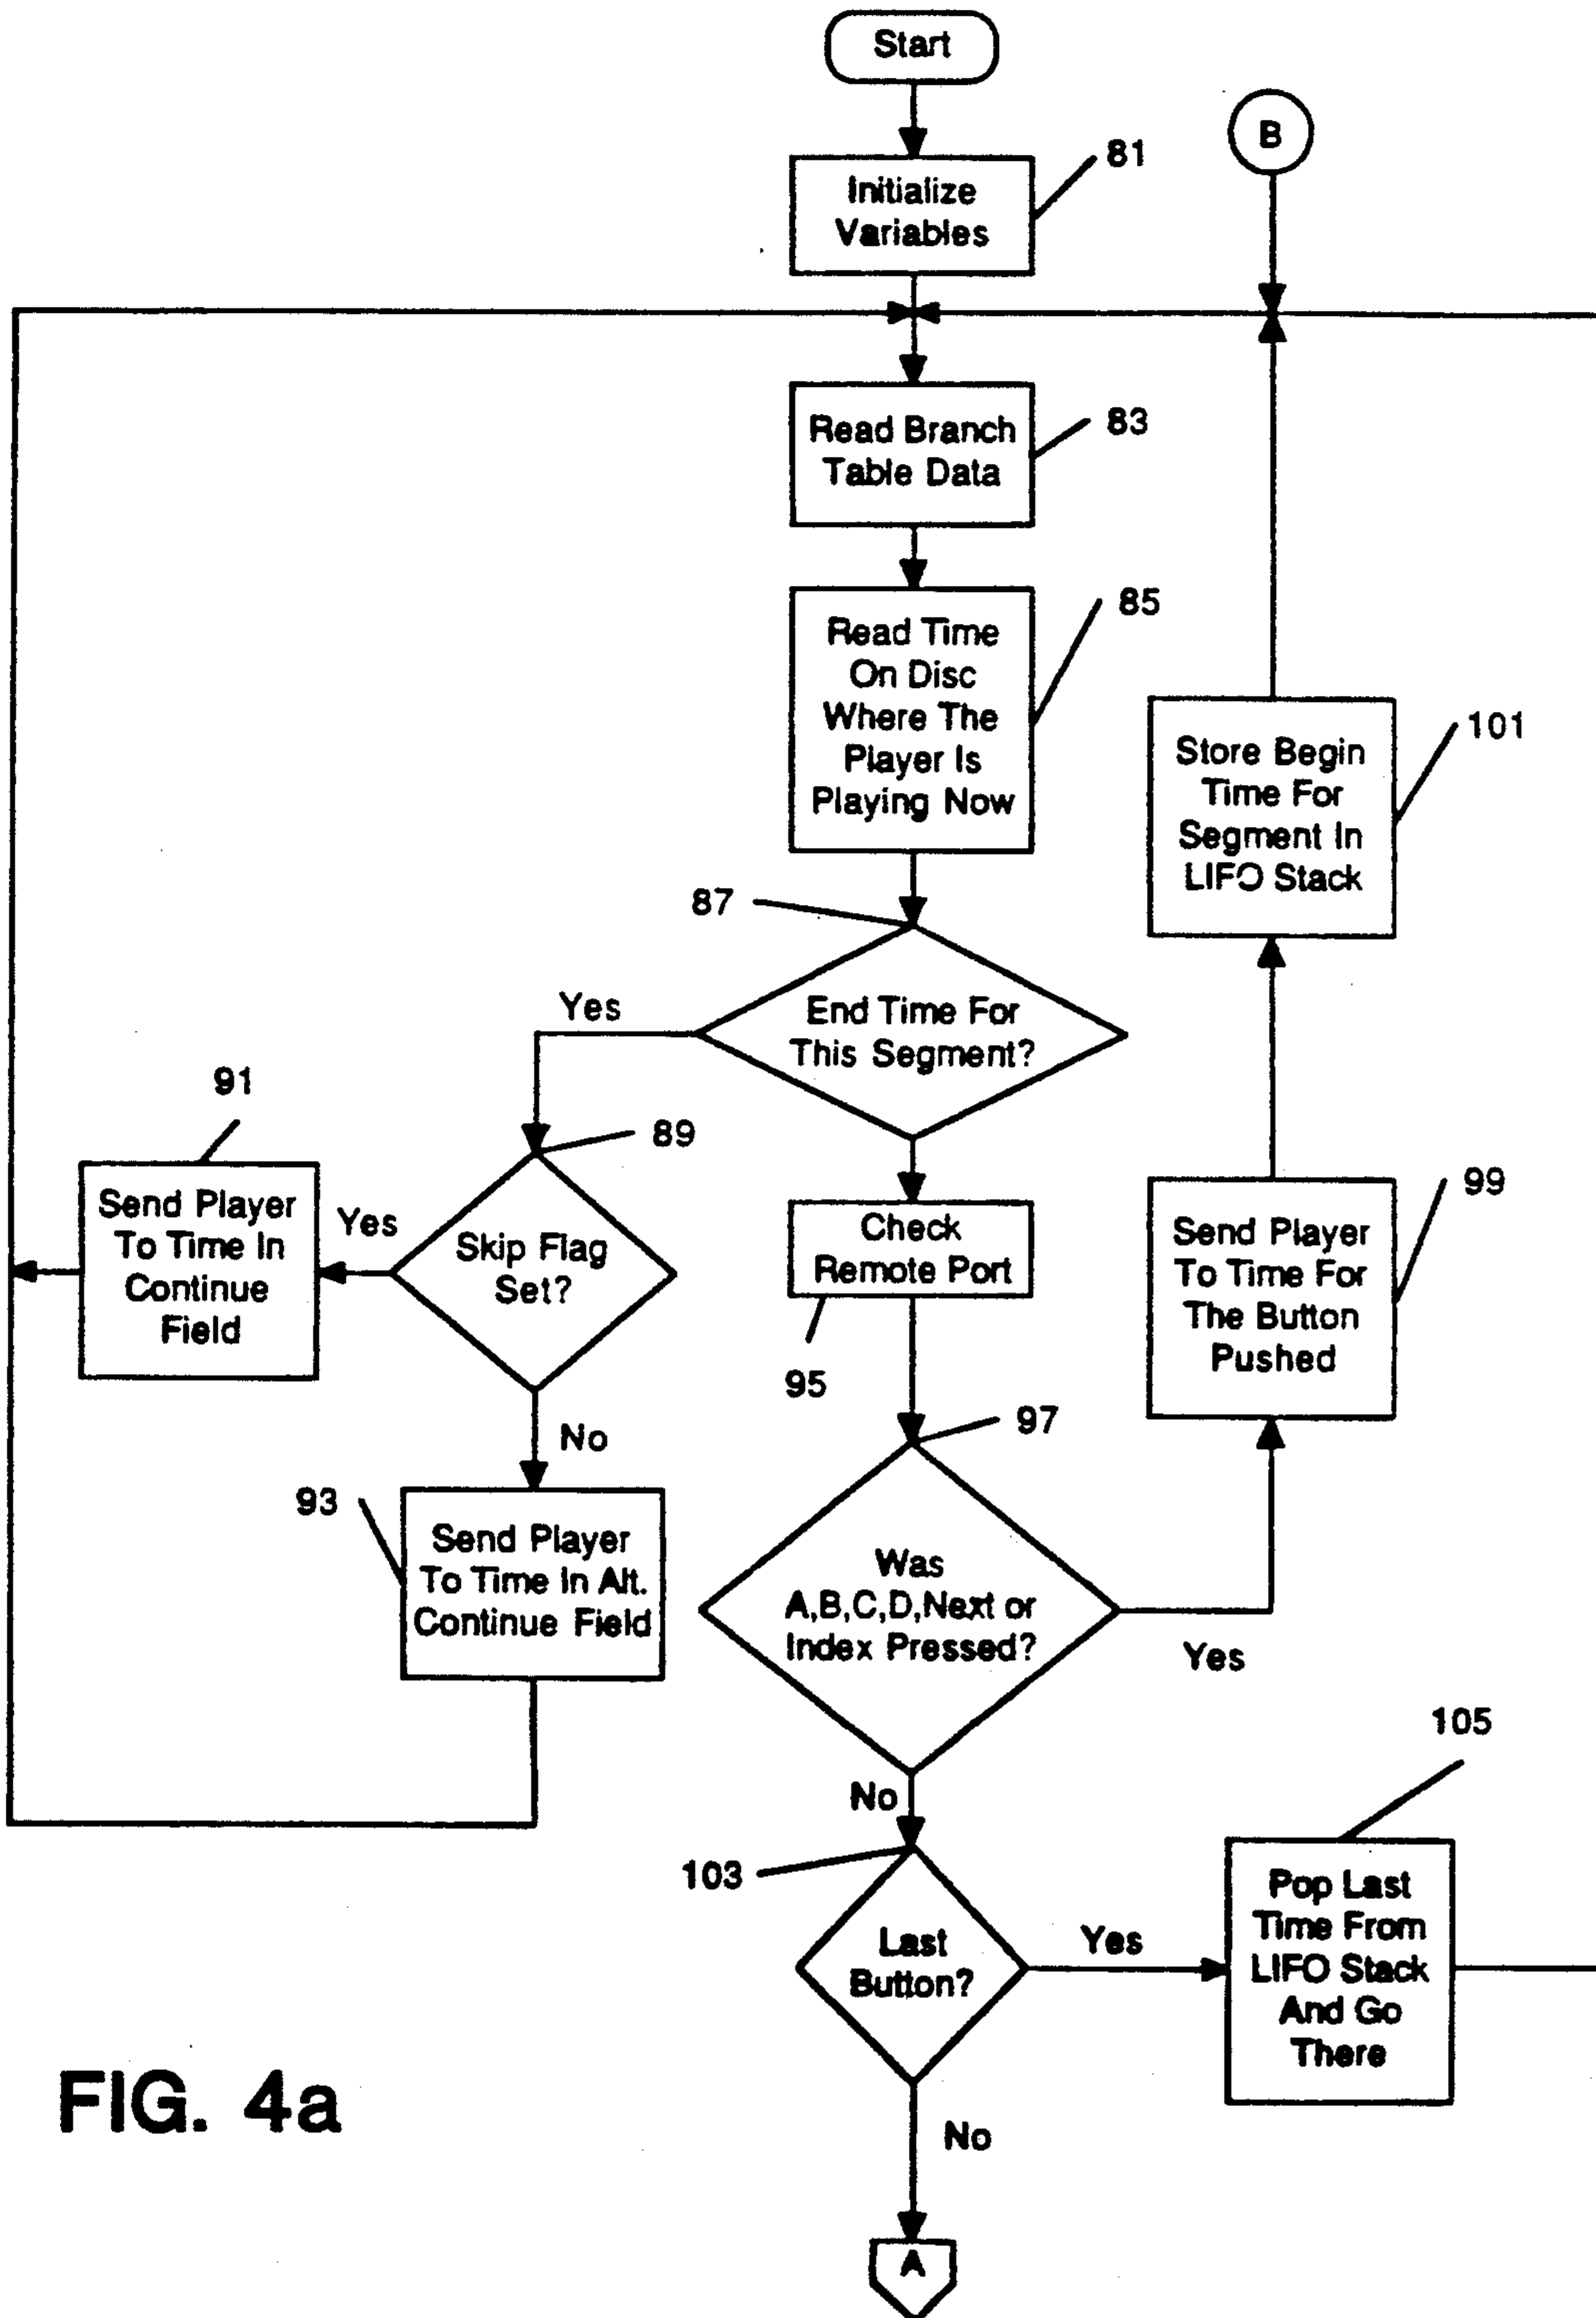 Start
B
81
Initialize
Variables
83
Read Branch
Table Data
85
Read Time
On Disc
Where The
Player Is
Playing Now
101
Store Begin
Time For
Segment In
LIFO Stack
87
End Time For
This Segment?
Yes
91
89
Send Player
To Time In
Continue
Field
Yes
Skip Flag
Set?
Check
Remote Port
95
99
Send Player
To Time For
The Button
Pushed
No
97
93
Send Player
To Time In Alt.
Continue Field
Was
A,B,C,D,Next or
Index Pressed?
Yes
No
105
103
Last
Button?
Yes
Pop Last
Time From
LIFO Stack
And Go
There
No
A
FIG. 4a